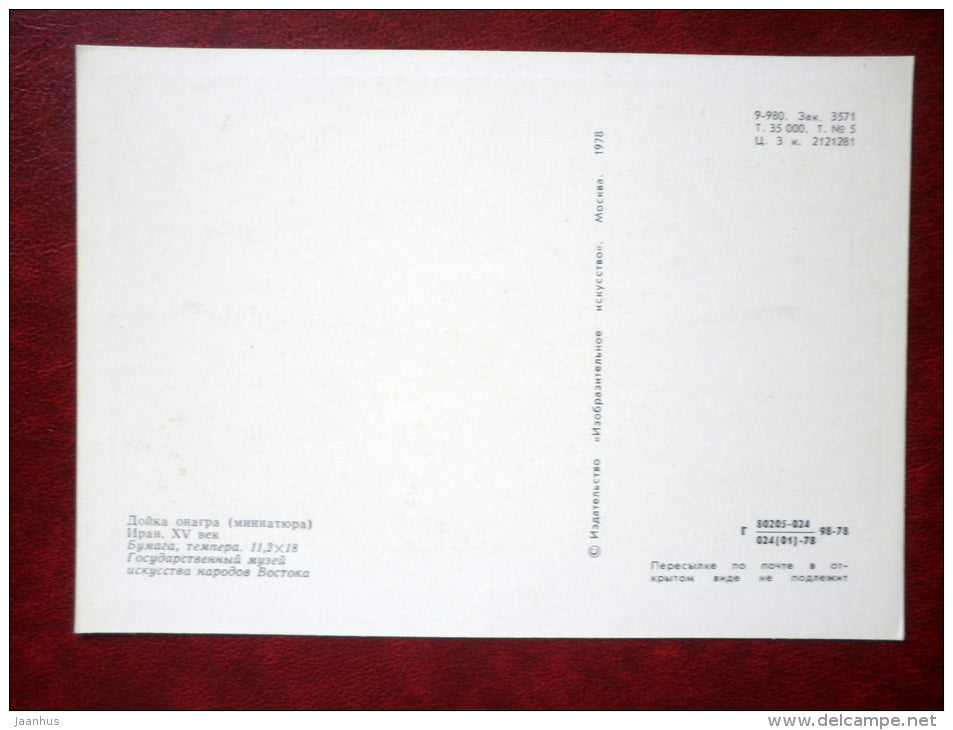 9-980. Зак. 3571
Т. 35 000. Т. № 5
Ц. 3 к. 2121281
© Издательство «Изобразительное искусство». Москва. 1978
Дойка онагра (миниатюра)
Иран. XV век
Бумага, темпера. 11,2×18
Государственный музей
искусства народов Востока
Г 80205-024 98-78
024(01)-78
Пересылке по почте в от-
крытом виде не подлежит
jaanhus
www.delcampe.net